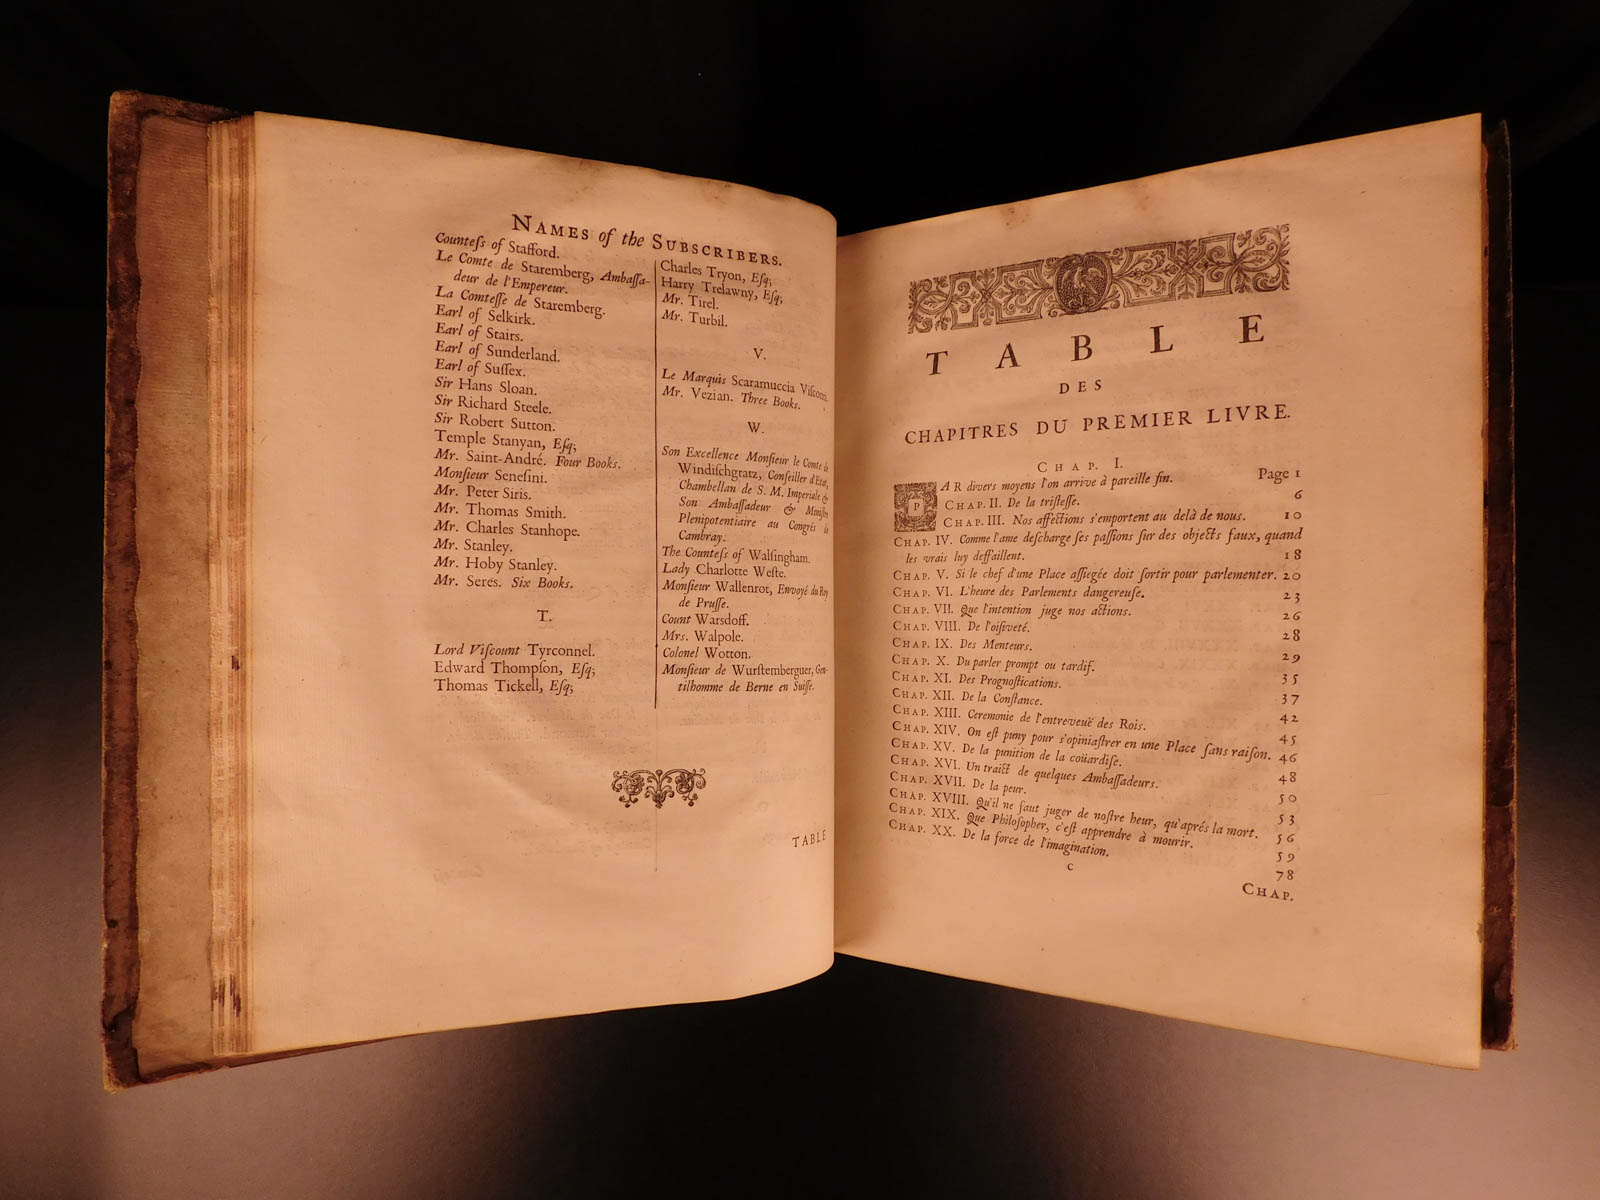 NAMES of the SUBSCRIBERS.
Counteſs of Stafford.
Le Comte de Staremberg, Ambaſſa-
deur de l'Empereur.
La Comteſſe de Staremberg.
Earl of Selkirk.
Earl of Stairs.
Earl of Sunderland.
Earl of Suſſex.
Sir Hans Sloan.
Sir Richard Steele.
Sir Robert Sutton.
Temple Stanyan, Eſq;
Mr. Saint-André. Four Books.
Monſieur Seneſini.
Mr. Peter Siris.
Mr. Thomas Smith.
Mr. Charles Stanhope.
Mr. Stanley.
Mr. Hoby Stanley.
Mr. Seres. Six Books.
T.
Lord Viſcount Tyrconnel.
Edward Thompſon, Eſq;
Thomas Tickell, Eſq;
Charles Tryon, Eſq;
Harry Trelawny, Eſq;
Mr. Tirel.
Mr. Turbil.
V.
Le Marquis Scaramuccia Viſconti.
Mr. Vezian. Three Books.
W.
Son Excellence Monſieur le Comte de
Windiſchgratz, Conſeiller d'Etat,
Chambellan de S. M. Imperiale &
Son Ambaſſadeur & Miniſtre
Plenipotentiaire au Congrés de
Cambray.
The Counteſs of Walſingham.
Lady Charlotte Weſte.
Monſieur Wallenrot, Envoyé du Roy
de Pruſſe.
Count Warsdoff.
Mrs. Walpole.
Colonel Wotton.
Monſieur de Wurſtemberguer, Gen-
tilhomme de Berne en Suiſſe.
TABLE
TABLE
DES
CHAPITRES DU PREMIER LIVRE.
CHAP. I.
PAR divers moyens l'on arrive à pareille fin. Page 1
CHAP. II. De la triſteſſe. 6
CHAP. III. Nos affections s'emportent au delà de nous. 10
CHAP. IV. Comme l'ame deſcharge ſes paſſions ſur des objects faux, quand
les vrais luy deffaillent. 18
CHAP. V. Si le chef d'une Place aſſiegée doit ſortir pour parlementer. 20
CHAP. VI. L'heure des Parlements dangereuſe. 23
CHAP. VII. Que l'intention juge nos actions. 26
CHAP. VIII. De l'oiſiveté. 28
CHAP. IX. Des Menteurs. 29
CHAP. X. Du parler prompt ou tardif. 35
CHAP. XI. Des Prognoſtications. 37
CHAP. XII. De la Conſtance. 42
CHAP. XIII. Ceremonie de l'entreveuë des Rois. 45
CHAP. XIV. On eſt puny pour s'opiniaſtrer en une Place ſans raiſon. 46
CHAP. XV. De la punition de la coüardiſe. 48
CHAP. XVI. Un traict de quelques Ambaſſadeurs. 50
CHAP. XVII. De la peur. 53
CHAP. XVIII. Qu'il ne faut juger de noſtre heur, qu'aprés la mort. 56
CHAP. XIX. Que Philoſopher, c'eſt apprendre à mourir. 59
CHAP. XX. De la force de l'imagination. 78
c
CHAP.